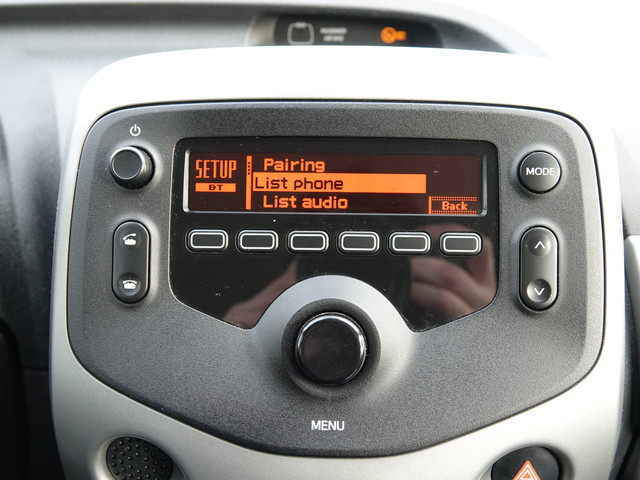 SETUP
BT
Pairing
List phone
List audio
Back
MODE
MENU